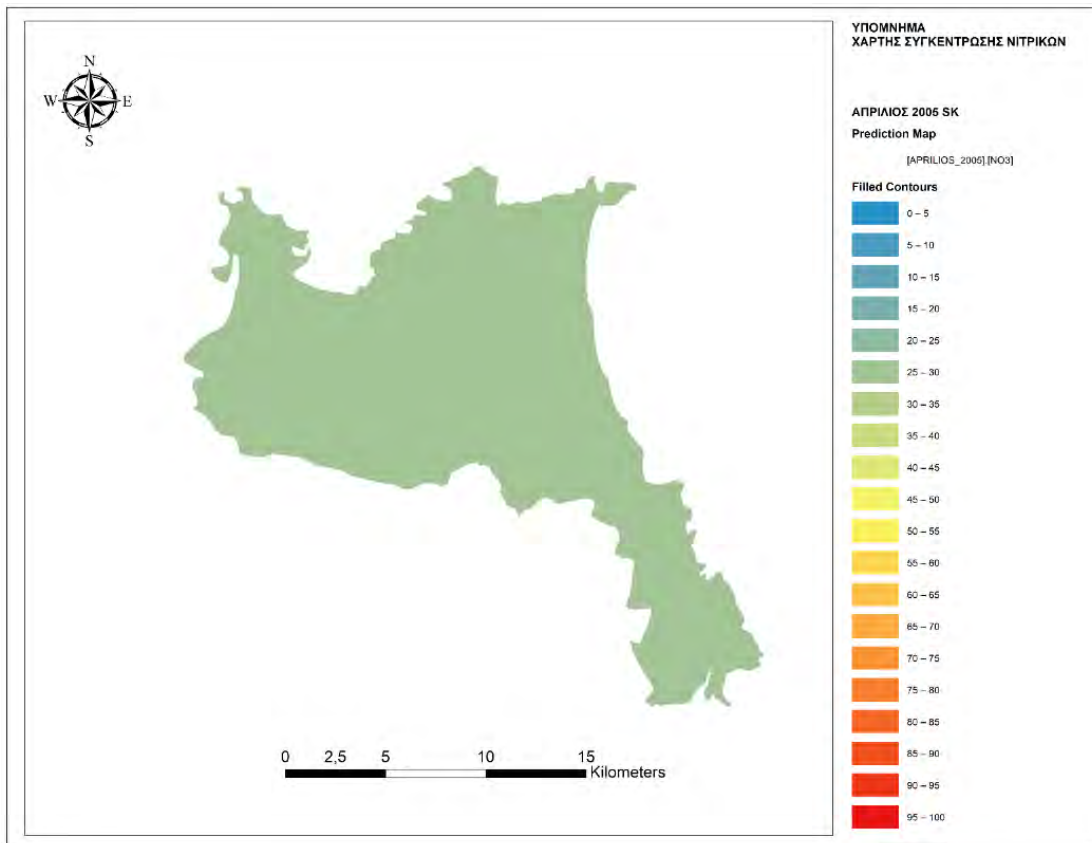 N
W E
S
0 2,5 5 10 15
Kilometers
ΥΠΟΜΝΗΜΑ
ΧΑΡΤΗΣ ΣΥΓΚΕΝΤΡΩΣΗΣ ΝΙΤΡΙΚΩΝ
ΑΠΡΙΛΙΟΣ 2005 SK
Prediction Map
[APRILIOS_2005].[NO3]
Filled Contours
0 – 5
5 – 10
10 – 15
15 – 20
20 – 25
25 – 30
30 – 35
35 – 40
40 – 45
45 – 50
50 – 55
55 – 60
60 – 65
65 – 70
70 – 75
75 – 80
80 – 85
85 – 90
90 – 95
95 – 100